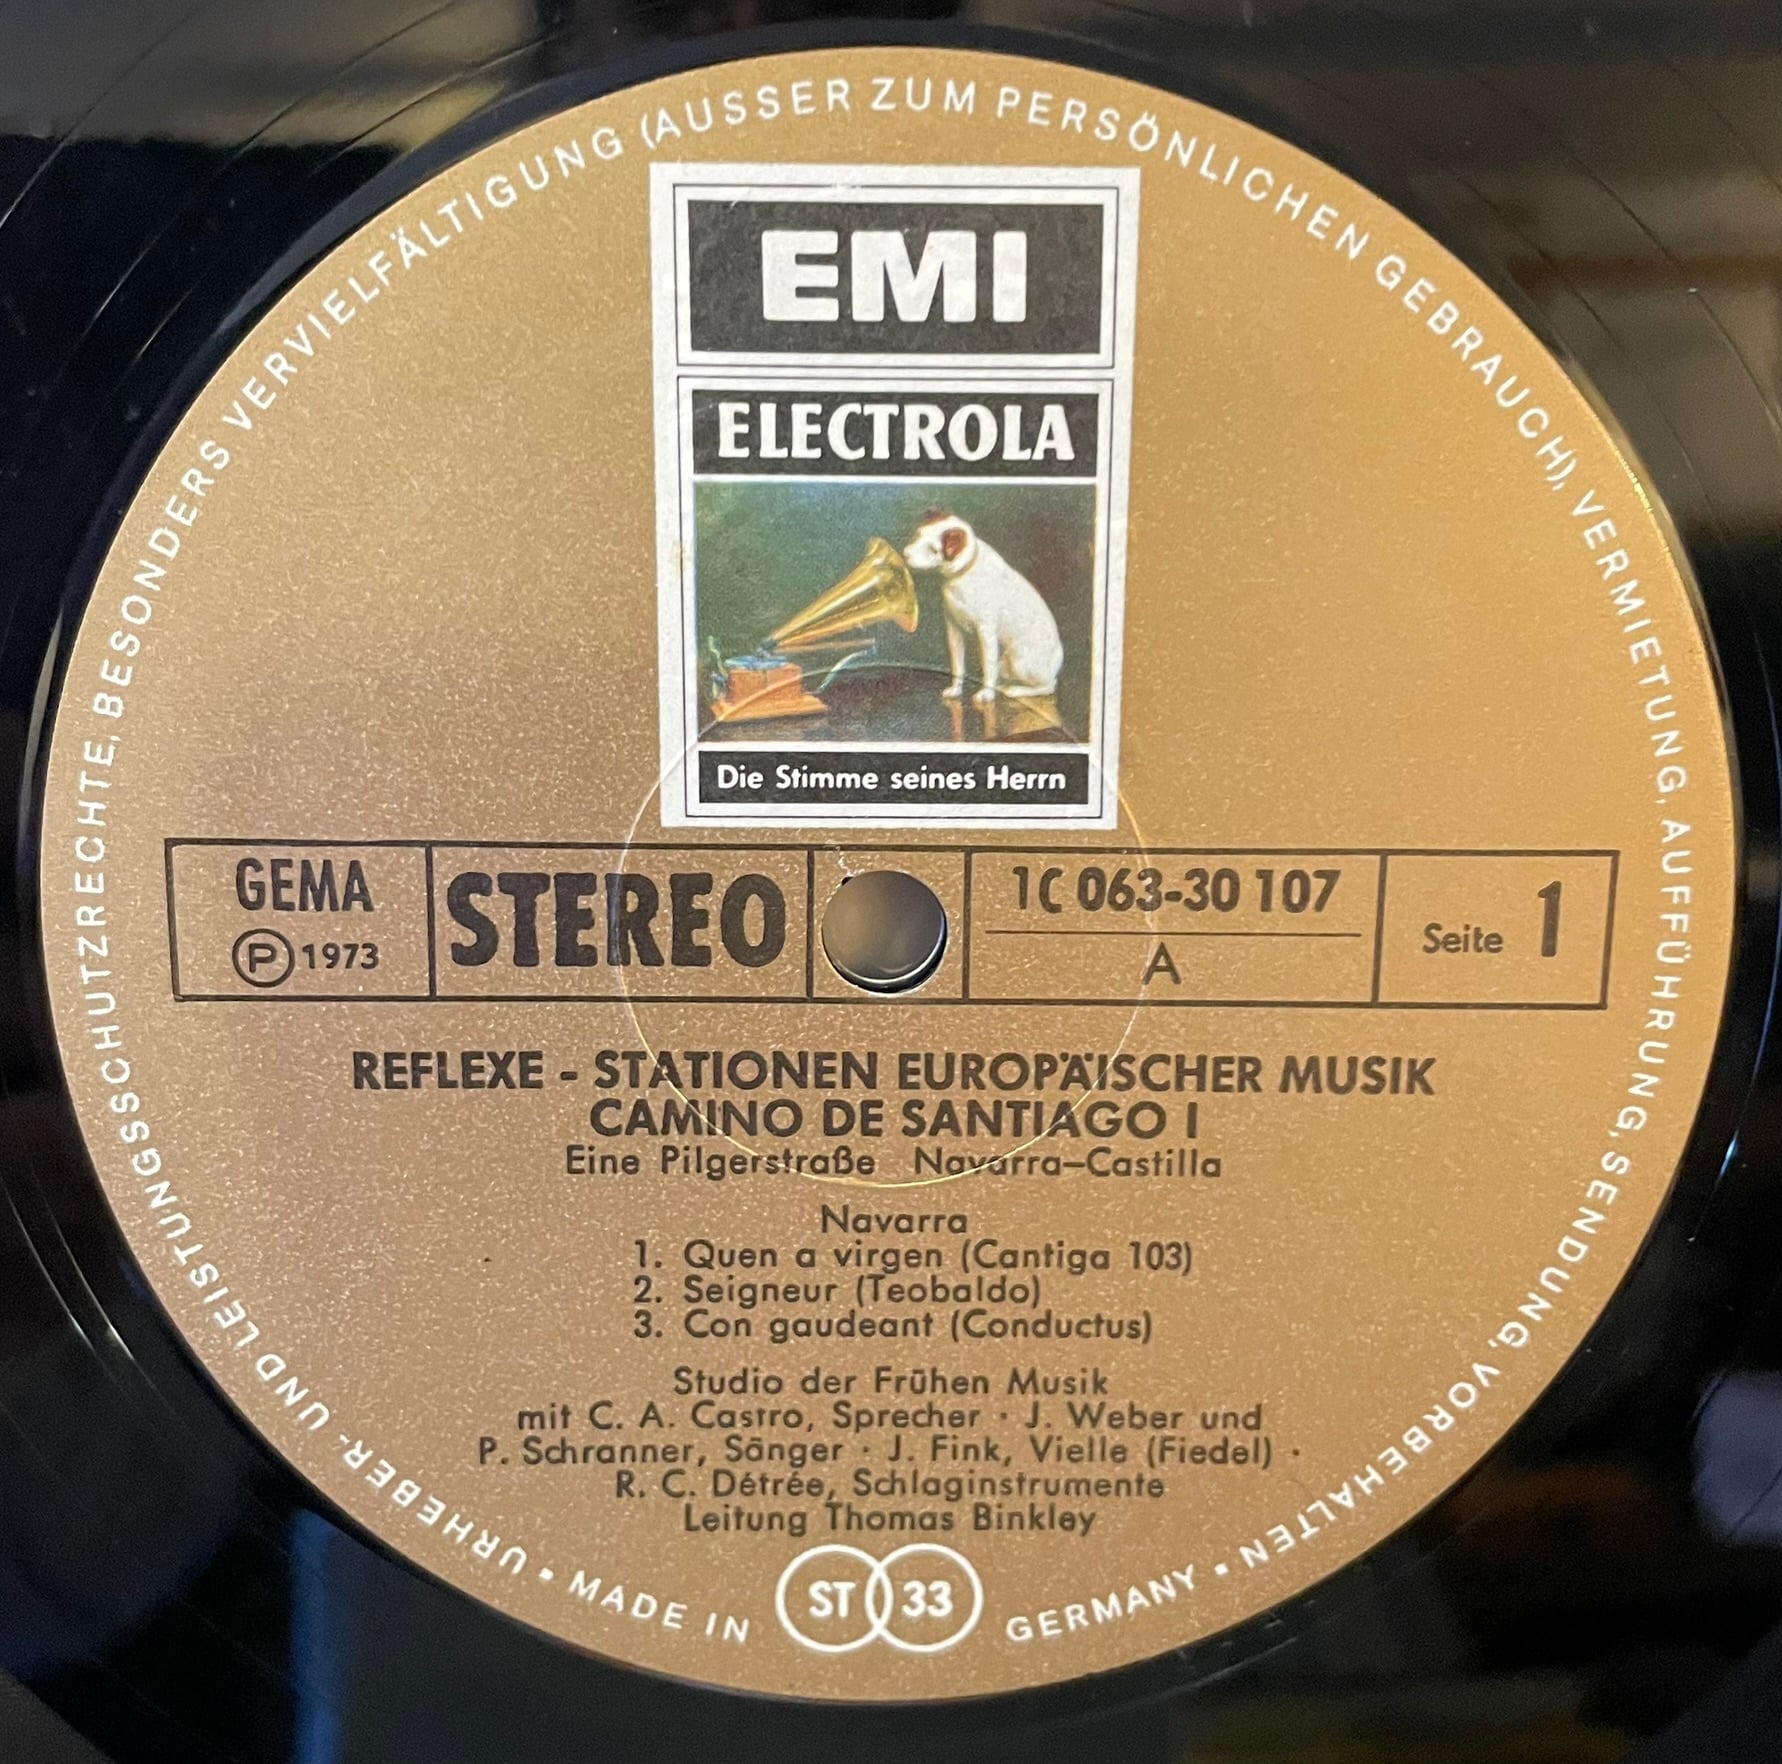 URHEBER- UND LEISTUNGSSCHUTZRECHTE, BESONDERS VERVIELFÄLTIGUNG (AUSSER ZUM PERSÖNLICHEN GEBRAUCH), VERMIETUNG, AUFFÜHRUNG, SENDUNG, VORBEHALTEN •
EMI
ELECTROLA
Die Stimme seines Herrn
GEMA
Ⓟ 1973
STEREO
1C 063-30 107
A
Seite 1
REFLEXE - STATIONEN EUROPÄISCHER MUSIK
CAMINO DE SANTIAGO I
Eine Pilgerstraße Navarra–Castilla
Navarra
1. Quen a virgen (Cantiga 103)
2. Seigneur (Teobaldo)
3. Con gaudeant (Conductus)
Studio der Frühen Musik
mit C. A. Castro, Sprecher · J. Weber und
P. Schranner, Sänger · J. Fink, Vielle (Fiedel) ·
R. C. Détrée, Schlaginstrumente
Leitung Thomas Binkley
• MADE IN ST 33 GERMANY